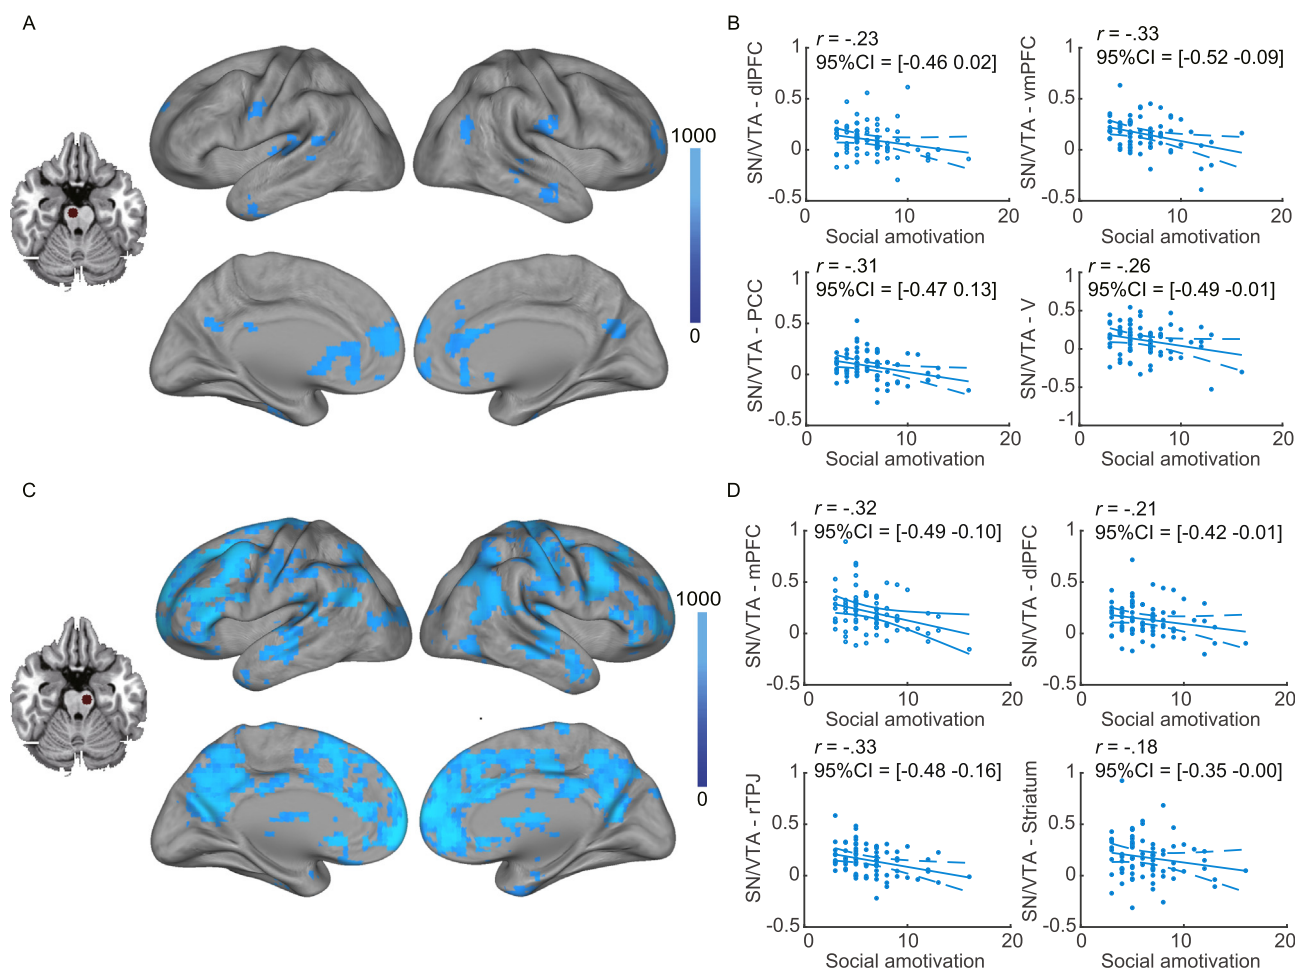 A
1000
0
B
r = -.23
95%CI = [-0.46 0.02]
SN/VTA - dlPFC
1
0.5
0
-0.5
0
10
20
Social amotivation
r = -.33
95%CI = [-0.52 -0.09]
SN/VTA - vmPFC
1
0.5
0
-0.5
0
10
20
Social amotivation
r = -.31
95%CI = [-0.47 0.13]
SN/VTA - PCC
1
0.5
0
-0.5
0
10
20
Social amotivation
r = -.26
95%CI = [-0.49 -0.01]
SN/VTA - V
1
0.5
0
-0.5
-1
0
10
20
Social amotivation
C
1000
0
D
r = -.32
95%CI = [-0.49 -0.10]
SN/VTA - mPFC
1
0.5
0
-0.5
0
10
20
Social amotivation
r = -.21
95%CI = [-0.42 -0.01]
SN/VTA - dlPFC
1
0.5
0
-0.5
0
10
20
Social amotivation
r = -.33
95%CI = [-0.48 -0.16]
SN/VTA - rTPJ
1
0.5
0
-0.5
0
10
20
Social amotivation
r = -.18
95%CI = [-0.35 -0.00]
SN/VTA - Striatum
1
0.5
0
-0.5
0
10
20
Social amotivation